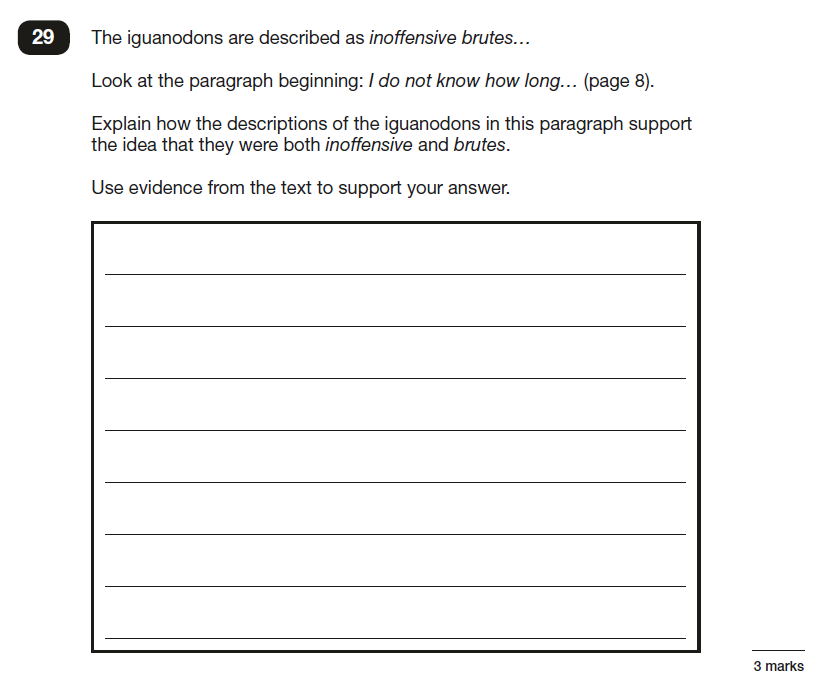 29 The iguanodons are described as inoffensive brutes…
Look at the paragraph beginning: I do not know how long… (page 8).
Explain how the descriptions of the iguanodons in this paragraph support
the idea that they were both inoffensive and brutes.
Use evidence from the text to support your answer.
3 marks